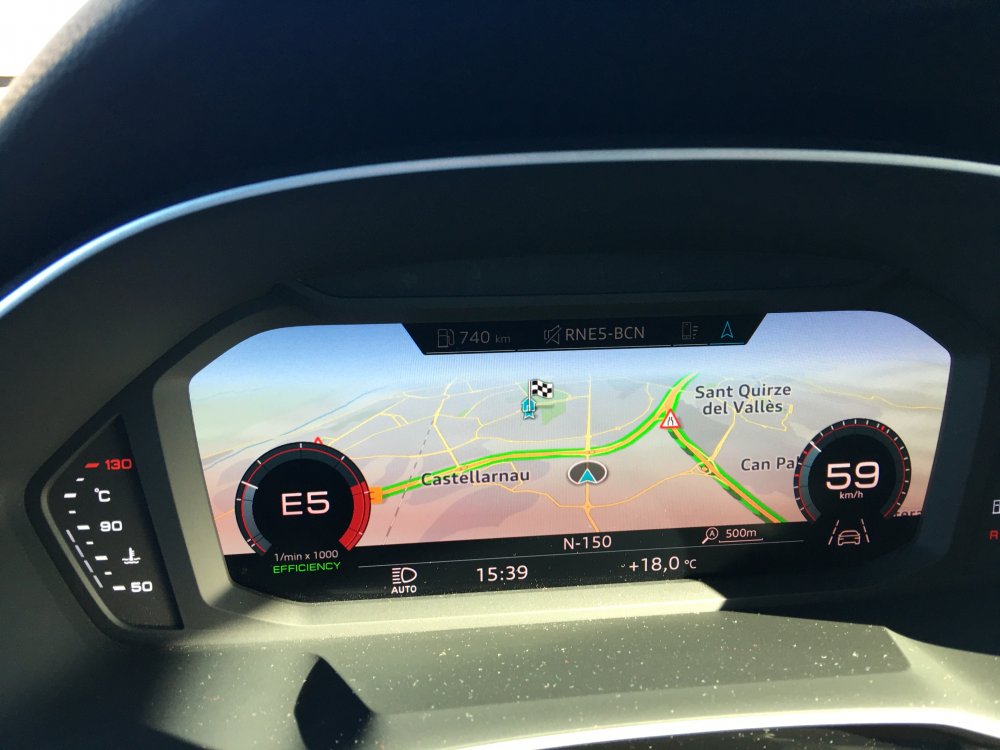 740 km
RNE5-BCN
Sant Quirze
del Vallès
Castellarnau
Can Pa
130
°C
90
50
E5
1/min x 1000
EFFICIENCY
59
km/h
N-150
A
500m
AUTO
15:39
+18,0 °C
R